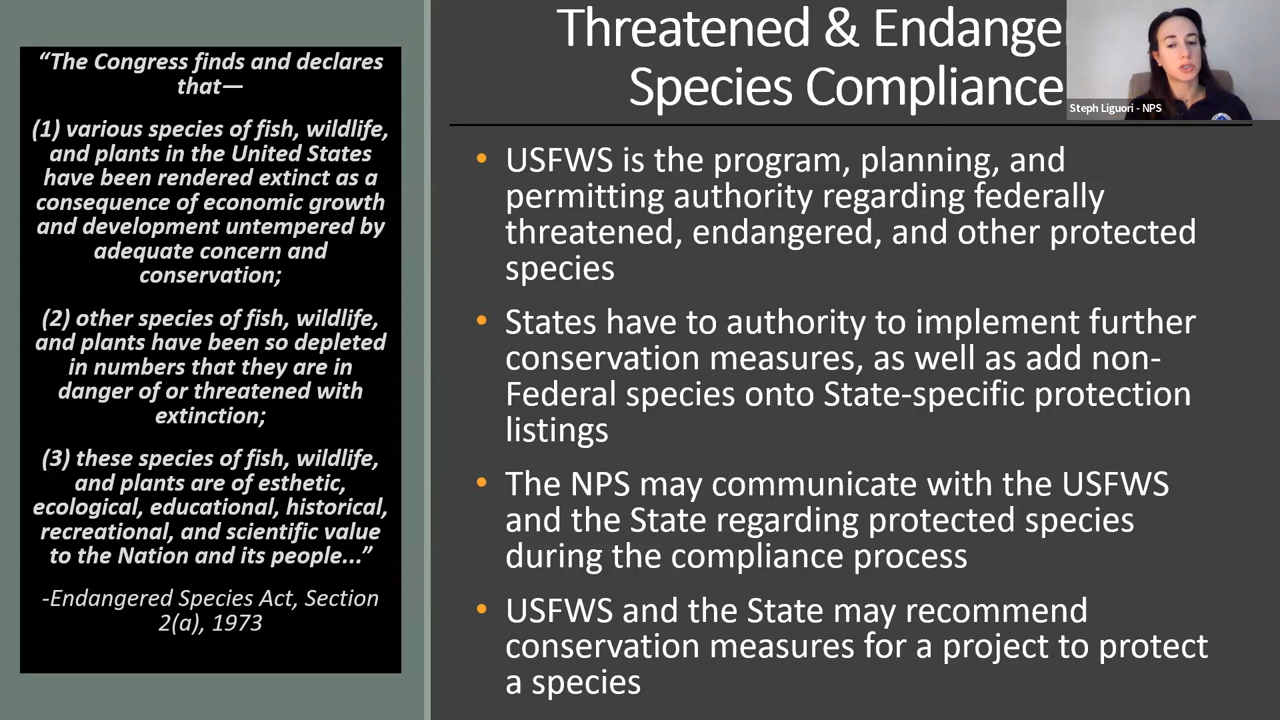 “The Congress finds and declares
that—
(1) various species of fish, wildlife,
and plants in the United States
have been rendered extinct as a
consequence of economic growth
and development untempered by
adequate concern and
conservation;
(2) other species of fish, wildlife,
and plants have been so depleted
in numbers that they are in
danger of or threatened with
extinction;
(3) these species of fish, wildlife,
and plants are of esthetic,
ecological, educational, historical,
recreational, and scientific value
to the Nation and its people...”
-Endangered Species Act, Section
2(a), 1973
Threatened & Endange
Species Compliance
Steph Liguori - NPS
• USFWS is the program, planning, and
permitting authority regarding federally
threatened, endangered, and other protected
species
• States have to authority to implement further
conservation measures, as well as add non-
Federal species onto State-specific protection
listings
• The NPS may communicate with the USFWS
and the State regarding protected species
during the compliance process
• USFWS and the State may recommend
conservation measures for a project to protect
a species